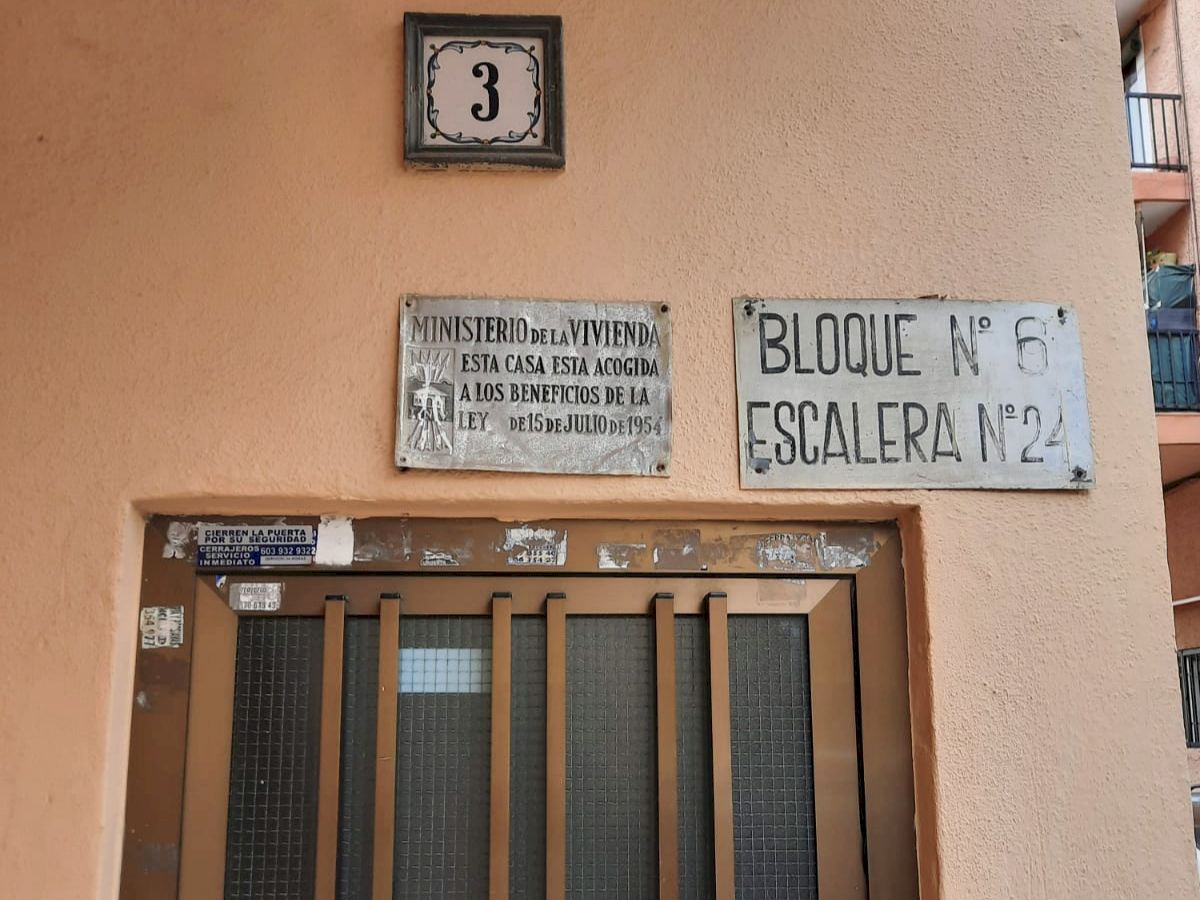 3
MINISTERIO DE LA VIVIENDA
ESTA CASA ESTA ACOGIDA
A LOS BENEFICIOS DE LA
LEY DE 15 DE JULIO DE 1954
BLOQUE Nº 6
ESCALERA Nº 24
CIERREN LA PUERTA
POR SU SEGURIDAD
CERRAJEROS 603 932 932
SERVICIO
INMEDIATO